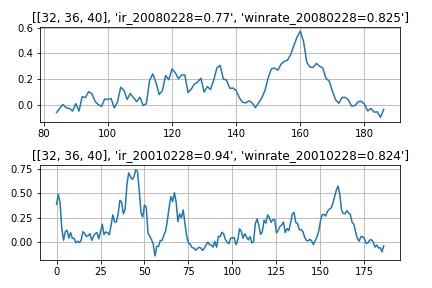 [[32, 36, 40], 'ir_20080228=0.77', 'winrate_20080228=0.825']
0.6
0.4
0.2
0.0
80 100 120 140 160 180
[[32, 36, 40], 'ir_20010228=0.94', 'winrate_20010228=0.824']
0.75
0.50
0.25
0.00
0 25 50 75 100 125 150 175